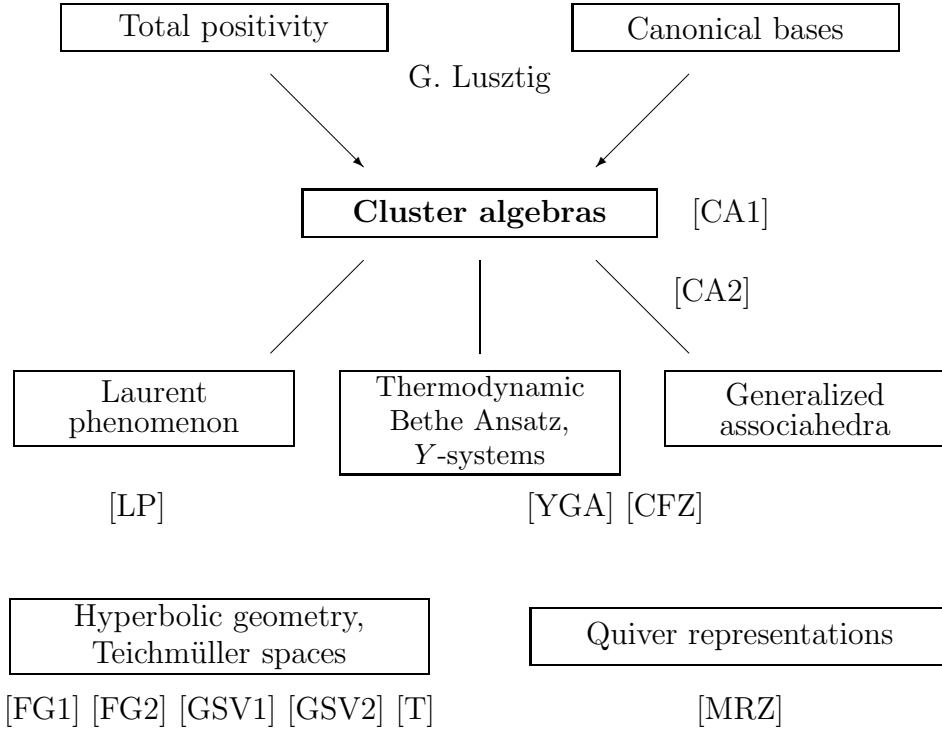 Total positivity
Canonical bases
G. Lusztig
Cluster algebras
[CA1]
[CA2]
Laurent
phenomenon
Thermodynamic
Bethe Ansatz,
Y-systems
Generalized
associahedra
[LP]
[YGA] [CFZ]
Hyperbolic geometry,
Teichmüller spaces
Quiver representations
[FG1] [FG2] [GSV1] [GSV2] [T]
[MRZ]